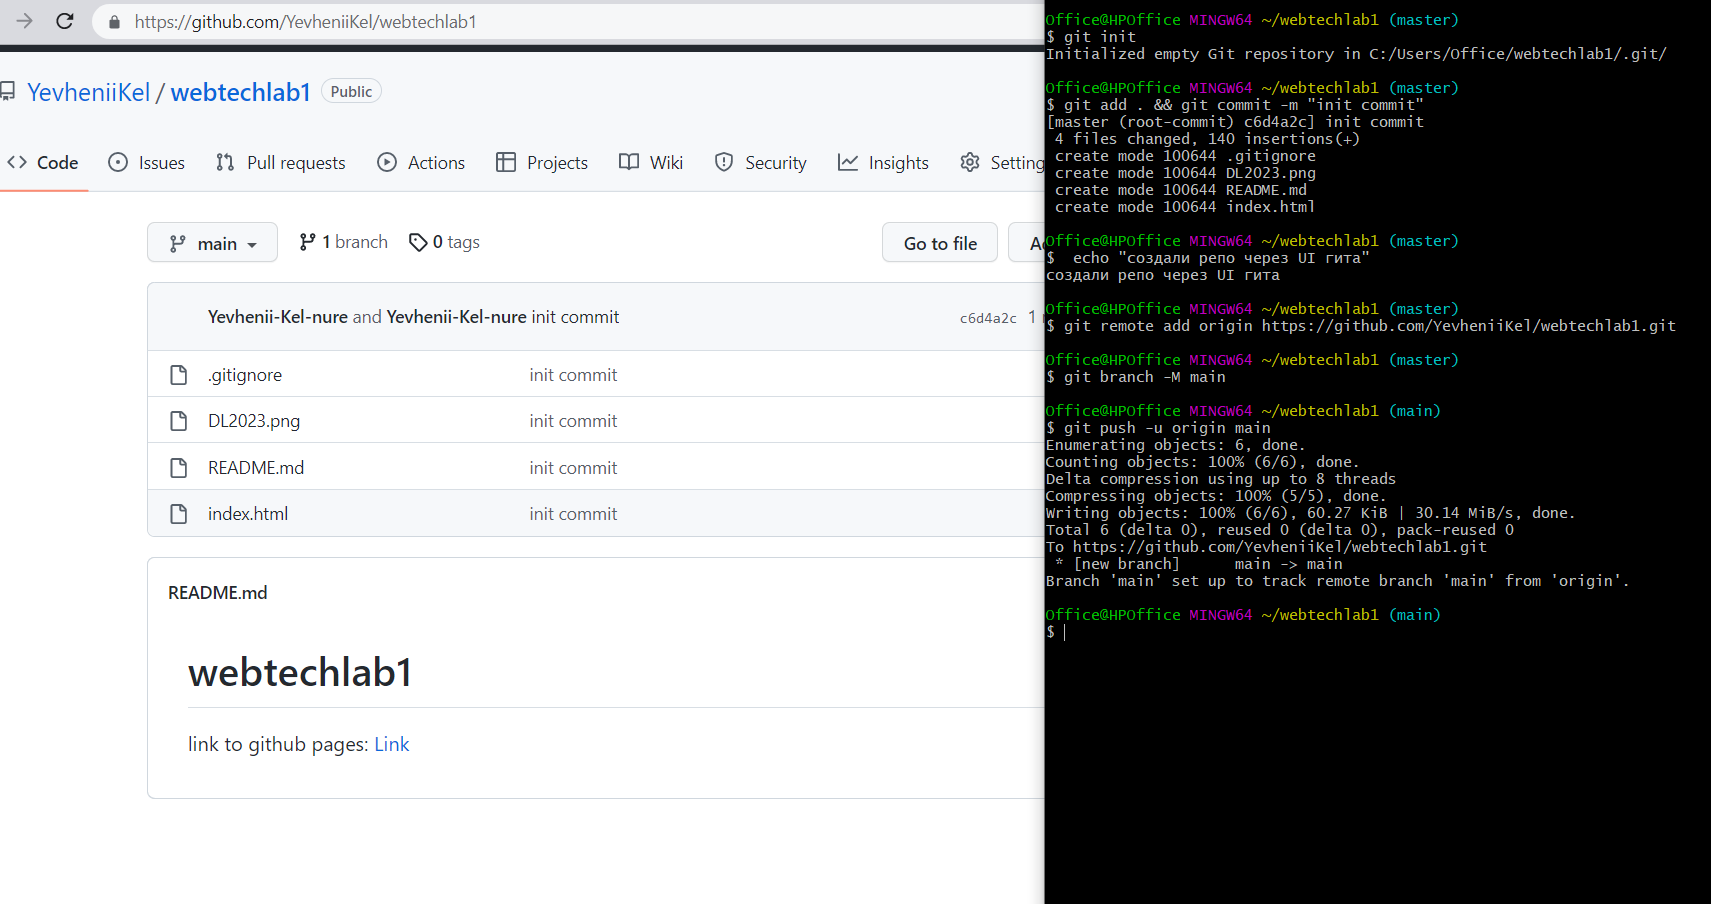 https://github.com/YevheniiKel/webtechlab1
YevheniiKel / webtechlab1 Public
Code Issues Pull requests Actions Projects Wiki Security Insights
main 1 branch 0 tags Go to file
Yevhenii-Kel-nure and Yevhenii-Kel-nure init commit c6d4a2c 1
.gitignore init commit
DL2023.png init commit
README.md init commit
index.html init commit
README.md
webtechlab1
link to github pages: Link
Office@HPOffice MINGW64 ~/webtechlab1 (master)
$ git init
Initialized empty Git repository in C:/Users/Office/webtechlab1/.git/
Office@HPOffice MINGW64 ~/webtechlab1 (master)
$ git add . && git commit -m "init commit"
[master (root-commit) c6d4a2c] init commit
4 files changed, 140 insertions(+)
create mode 100644 .gitignore
create mode 100644 DL2023.png
create mode 100644 README.md
create mode 100644 index.html
Office@HPOffice MINGW64 ~/webtechlab1 (master)
$  echo "создали репо через UI гита"
создали репо через UI гита
Office@HPOffice MINGW64 ~/webtechlab1 (master)
$ git remote add origin https://github.com/YevheniiKel/webtechlab1.git
Office@HPOffice MINGW64 ~/webtechlab1 (master)
$ git branch -M main
Office@HPOffice MINGW64 ~/webtechlab1 (main)
$ git push -u origin main
Enumerating objects: 6, done.
Counting objects: 100% (6/6), done.
Delta compression using up to 8 threads
Compressing objects: 100% (5/5), done.
Writing objects: 100% (6/6), 60.27 KiB | 30.14 MiB/s, done.
Total 6 (delta 0), reused 0 (delta 0), pack-reused 0
To https://github.com/YevheniiKel/webtechlab1.git
* [new branch]      main -> main
Branch 'main' set up to track remote branch 'main' from 'origin'.
Office@HPOffice MINGW64 ~/webtechlab1 (main)
$